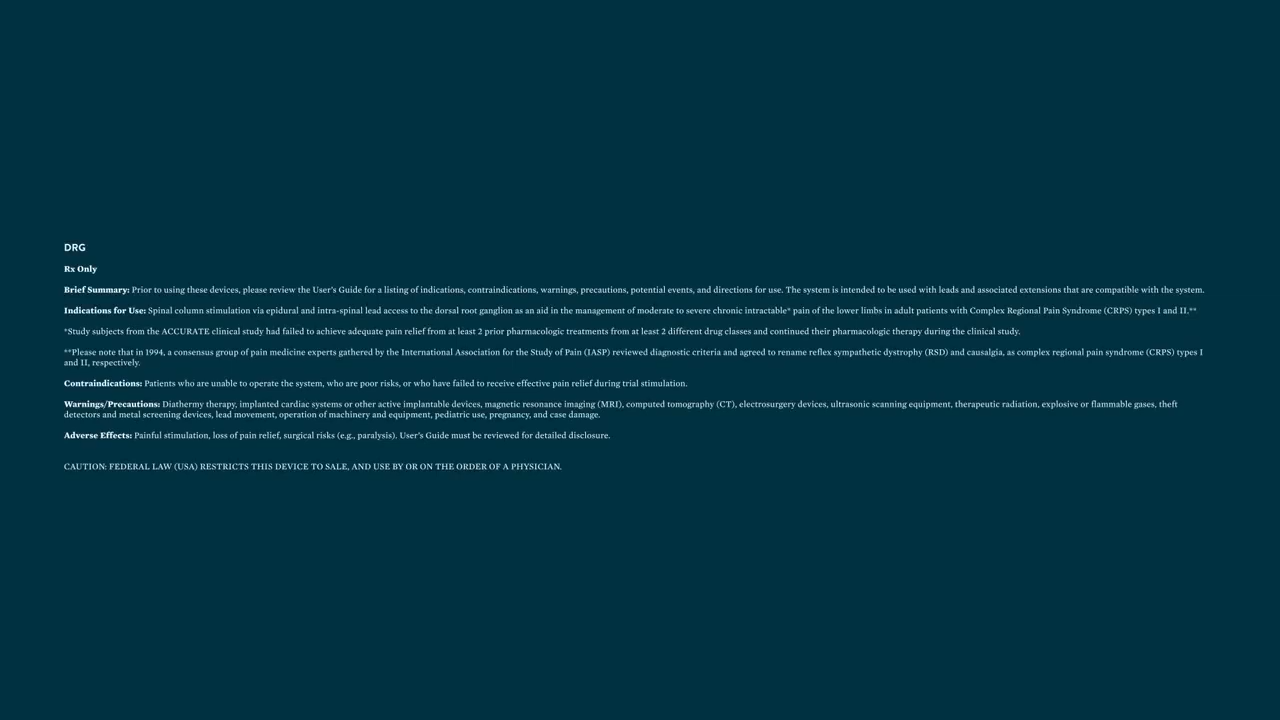 DRG
Rx Only
Brief Summary: Prior to using these devices, please review the User's Guide for a listing of indications, contraindications, warnings, precautions, potential events, and directions for use. The system is intended to be used with leads and associated extensions that are compatible with the system.
Indications for Use: Spinal column stimulation via epidural and intra-spinal lead access to the dorsal root ganglion as an aid in the management of moderate to severe chronic intractable* pain of the lower limbs in adult patients with Complex Regional Pain Syndrome (CRPS) types I and II.**
*Study subjects from the ACCURATE clinical study had failed to achieve adequate pain relief from at least 2 prior pharmacologic treatments from at least 2 different drug classes and continued their pharmacologic therapy during the clinical study.
**Please note that in 1994, a consensus group of pain medicine experts gathered by the International Association for the Study of Pain (IASP) reviewed diagnostic criteria and agreed to rename reflex sympathetic dystrophy (RSD) and causalgia, as complex regional pain syndrome (CRPS) types I
and II, respectively.
Contraindications: Patients who are unable to operate the system, who are poor risks, or who have failed to receive effective pain relief during trial stimulation.
Warnings/Precautions: Diathermy therapy, implanted cardiac systems or other active implantable devices, magnetic resonance imaging (MRI), computed tomography (CT), electrosurgery devices, ultrasonic scanning equipment, therapeutic radiation, explosive or flammable gases, theft
detectors and metal screening devices, lead movement, operation of machinery and equipment, pediatric use, pregnancy, and case damage.
Adverse Effects: Painful stimulation, loss of pain relief, surgical risks (e.g., paralysis). User's Guide must be reviewed for detailed disclosure.
CAUTION: FEDERAL LAW (USA) RESTRICTS THIS DEVICE TO SALE, AND USE BY OR ON THE ORDER OF A PHYSICIAN.